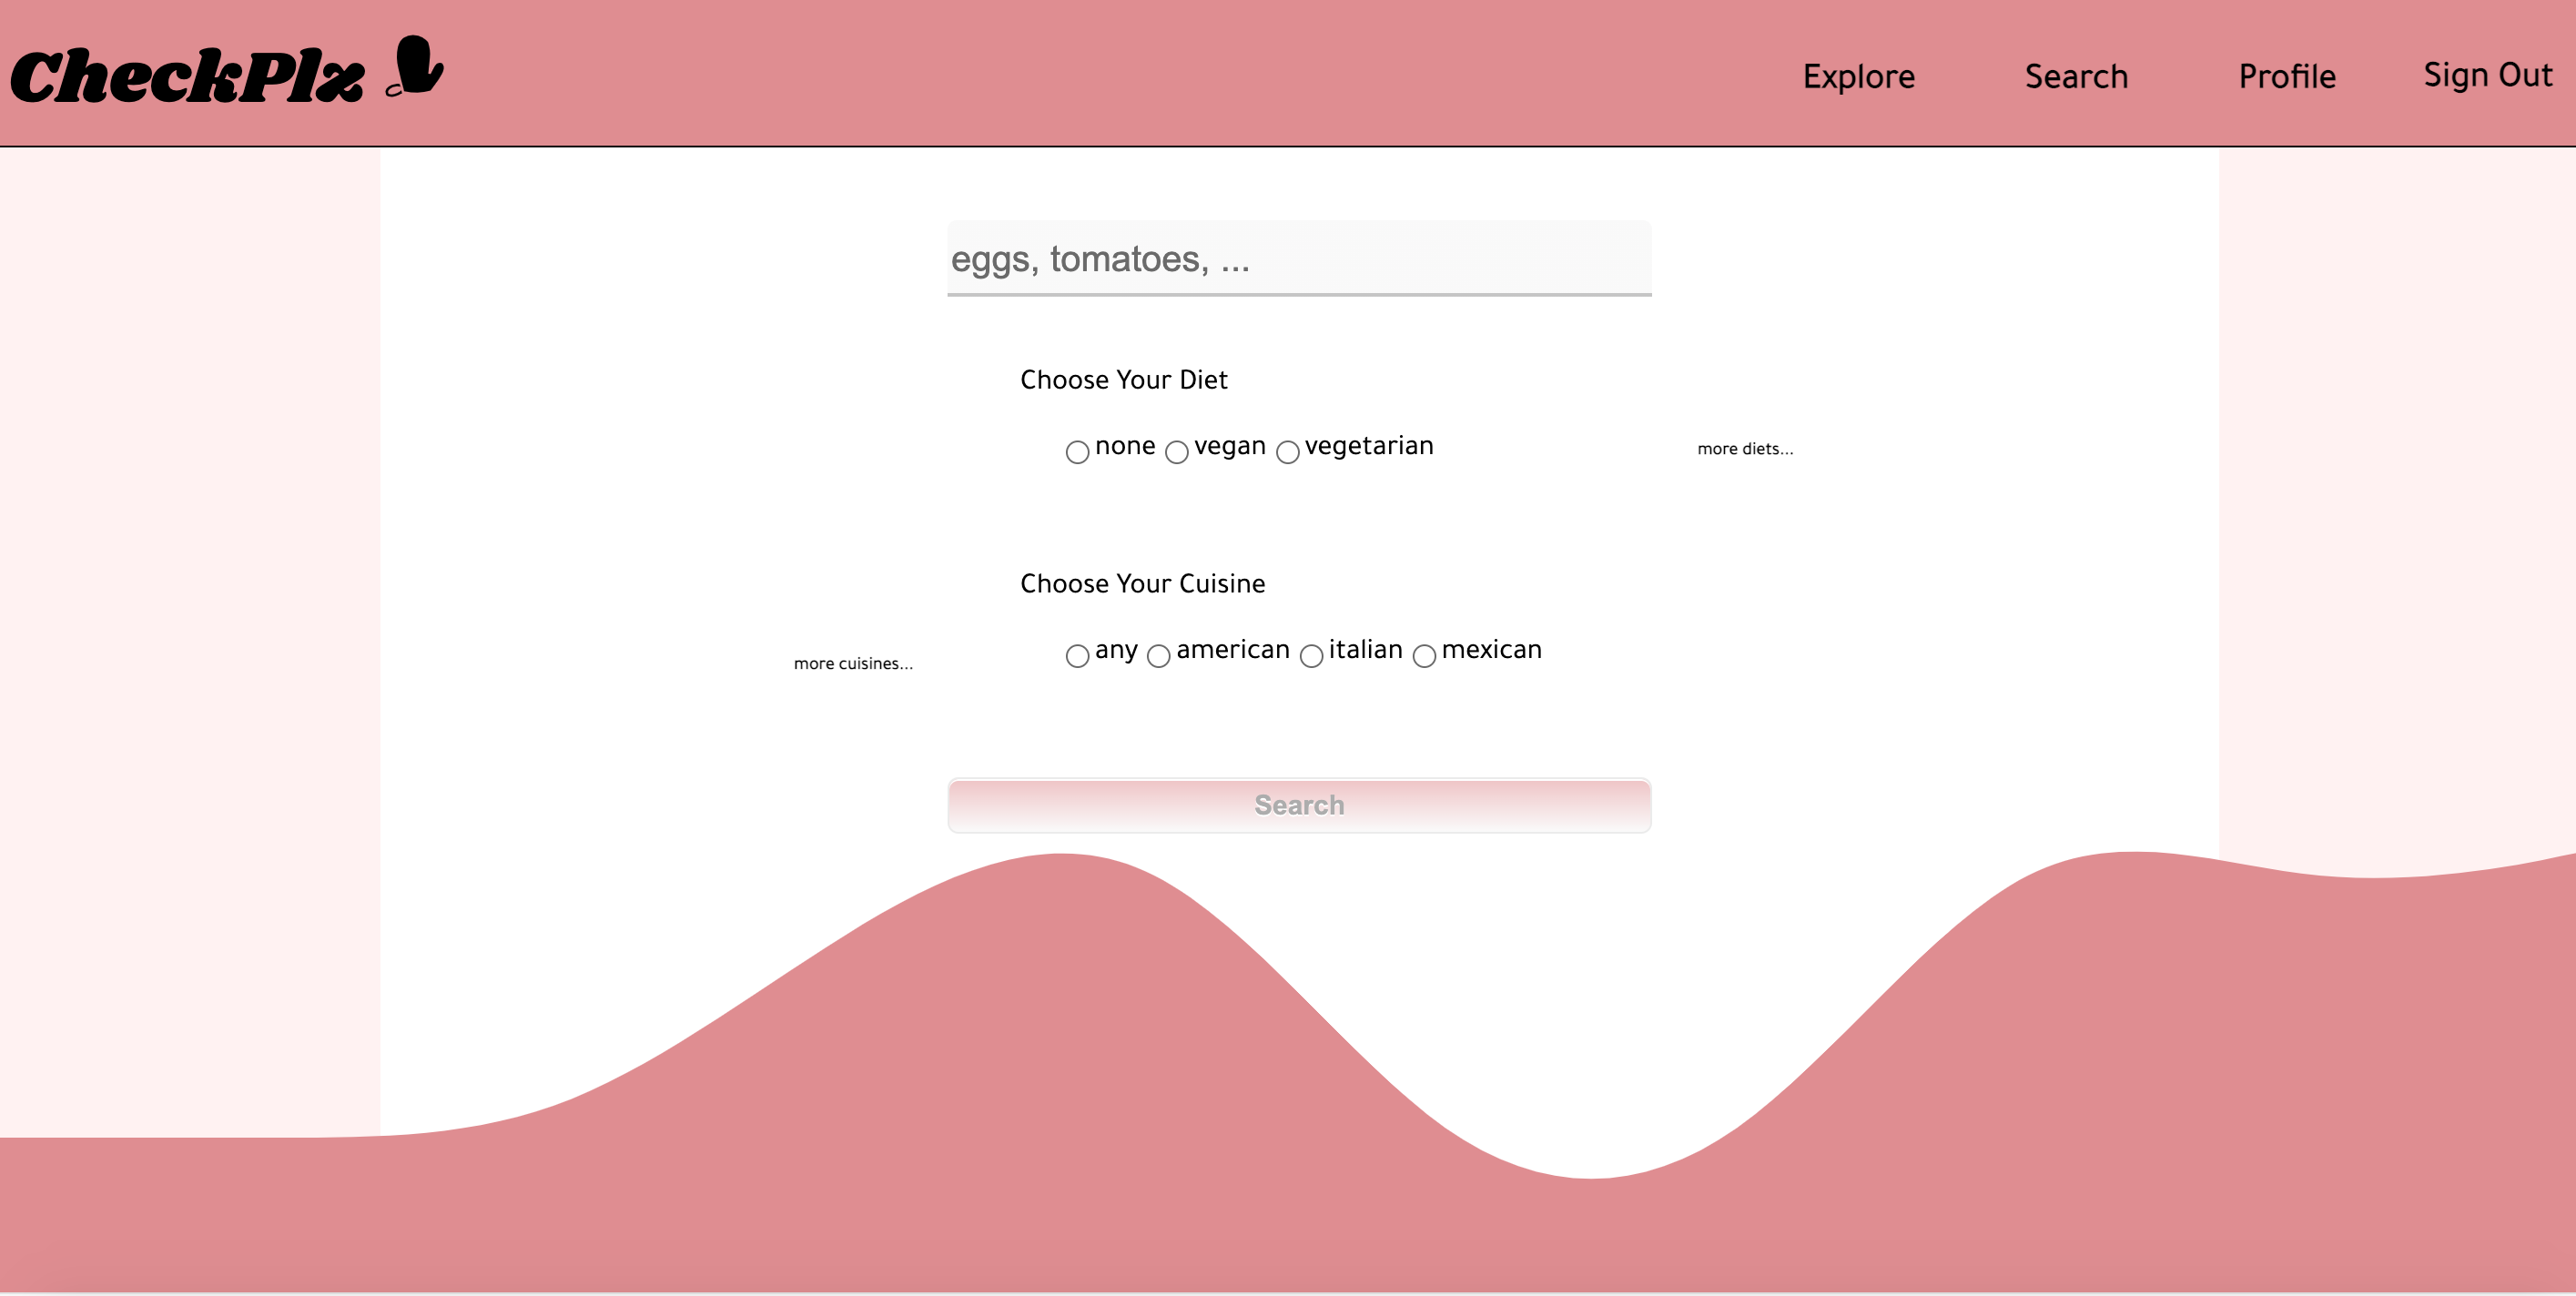 CheckPlz
Explore Search Profile Sign Out
eggs, tomatoes, ...
Choose Your Diet
none vegan vegetarian more diets...
Choose Your Cuisine
more cuisines... any american italian mexican
Search